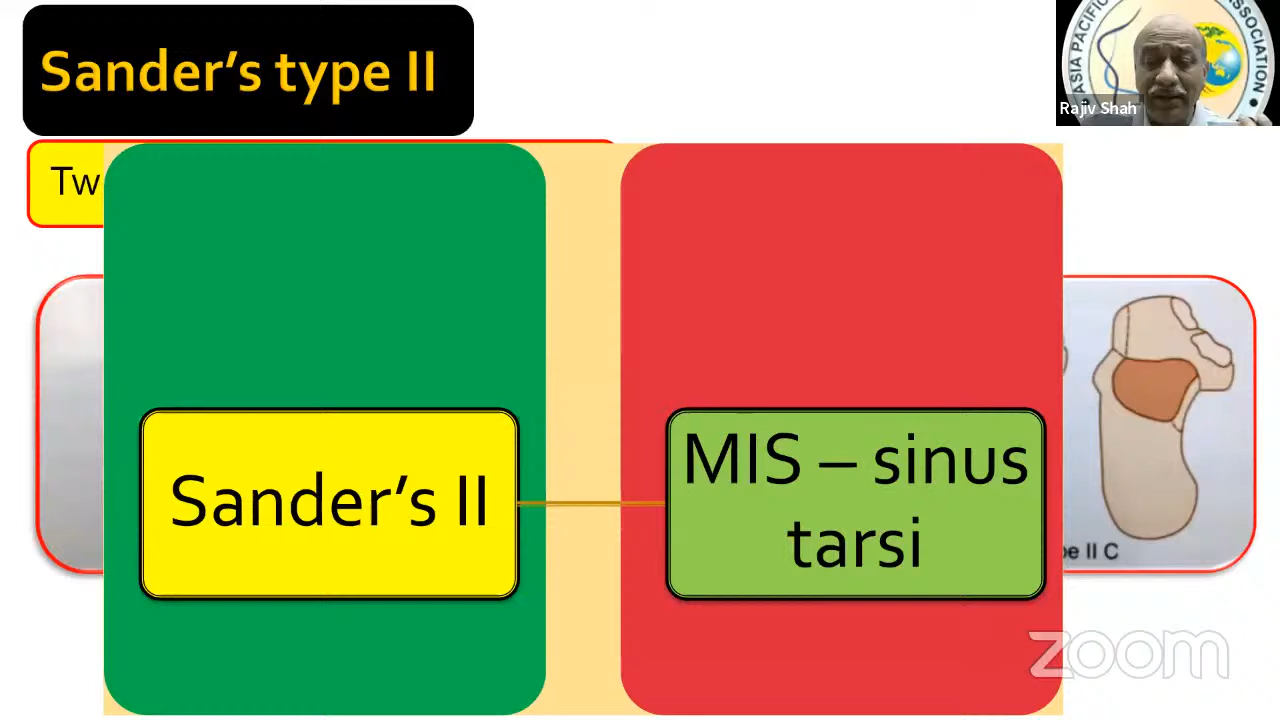 Sander's type II
ASIA PACIFIC
ASSOCIATION
Rajiv Shah
Tw
Sander's II
MIS – sinus
tarsi
pe II C
zoom